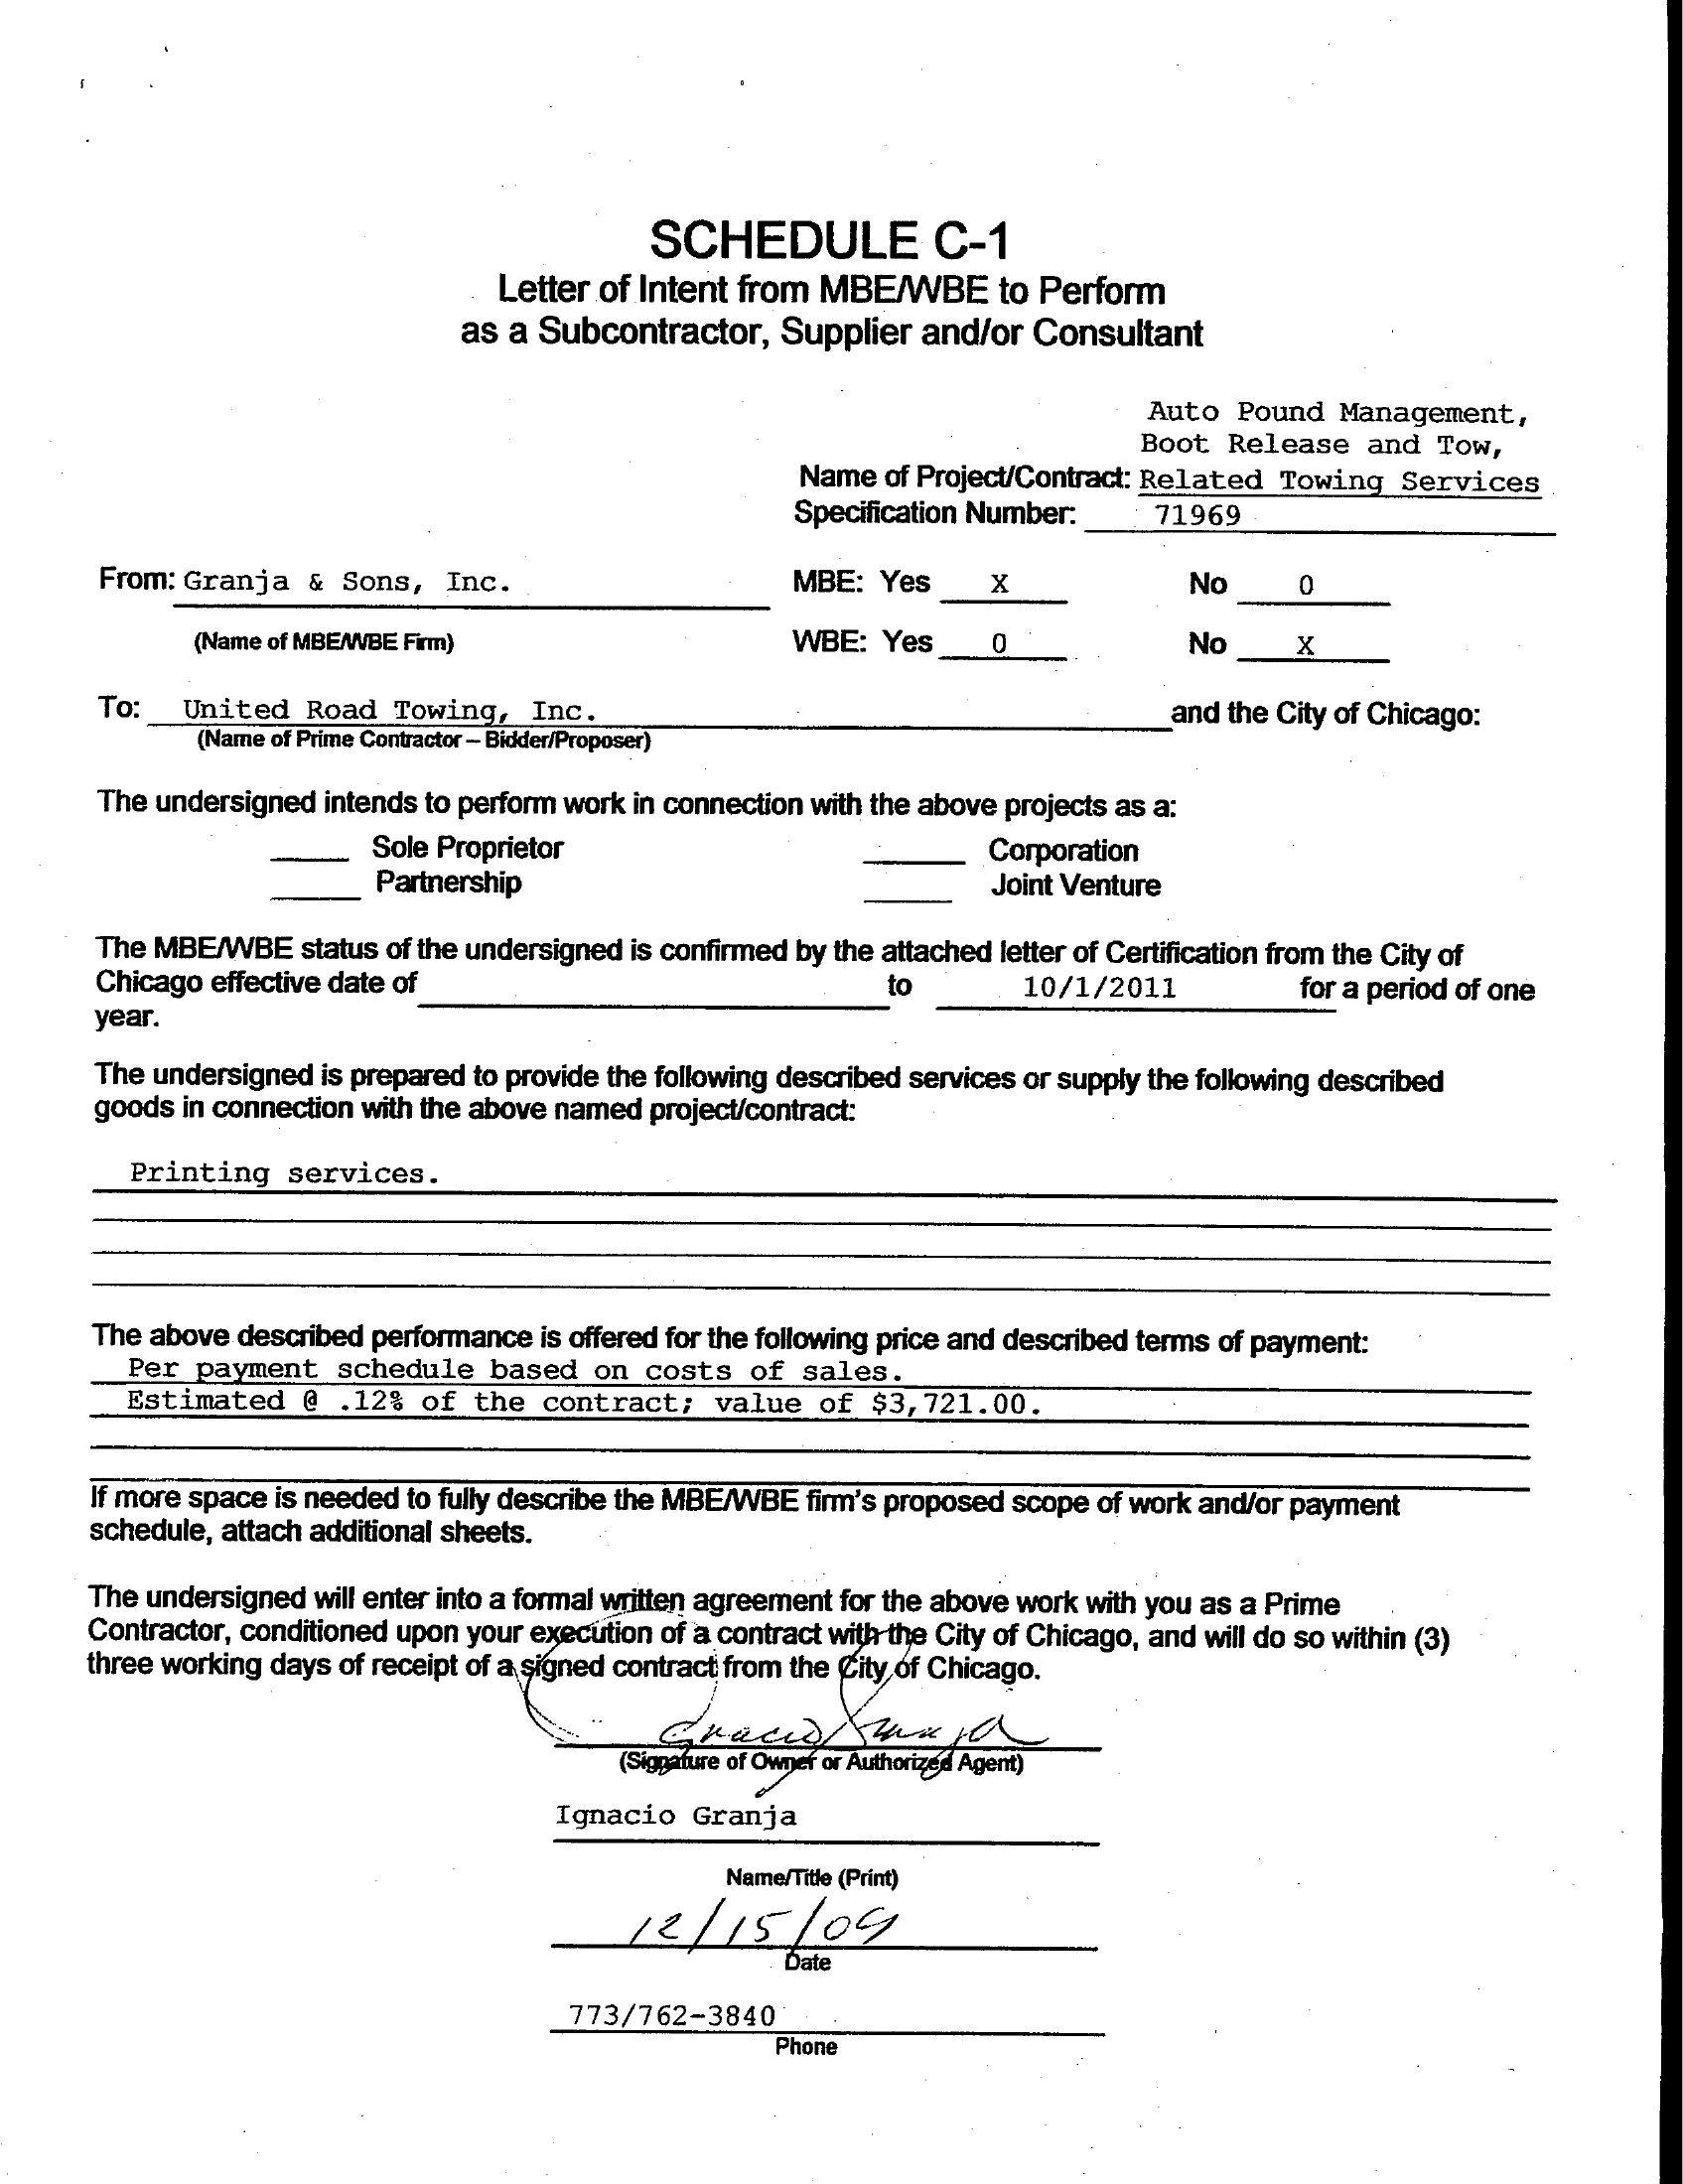 SCHEDULE C-1
Letter of Intent from MBE/WBE to Perform
as a Subcontractor, Supplier and/or Consultant
Auto Pound Management,
Boot Release and Tow,
Name of Project/Contract: Related Towing Services
Specification Number: 71969
From: Granja & Sons, Inc. MBE: Yes X No 0
(Name of MBE/WBE Firm) WBE: Yes 0 No X
To: United Road Towing, Inc. and the City of Chicago:
(Name of Prime Contractor – Bidder/Proposer)
The undersigned intends to perform work in connection with the above projects as a:
Sole Proprietor Corporation
Partnership Joint Venture
The MBE/WBE status of the undersigned is confirmed by the attached letter of Certification from the City of
Chicago effective date of to 10/1/2011 for a period of one
year.
The undersigned is prepared to provide the following described services or supply the following described
goods in connection with the above named project/contract:
Printing services.
The above described performance is offered for the following price and described terms of payment:
Per payment schedule based on costs of sales.
Estimated @ .12% of the contract; value of $3,721.00.
If more space is needed to fully describe the MBE/WBE firm's proposed scope of work and/or payment
schedule, attach additional sheets.
The undersigned will enter into a formal written agreement for the above work with you as a Prime
Contractor, conditioned upon your execution of a contract with the City of Chicago, and will do so within (3)
three working days of receipt of a signed contract from the City of Chicago.
(Signature of Owner or Authorized Agent)
Ignacio Granja
Name/Title (Print)
12/15/09
Date
773/762-3840
Phone